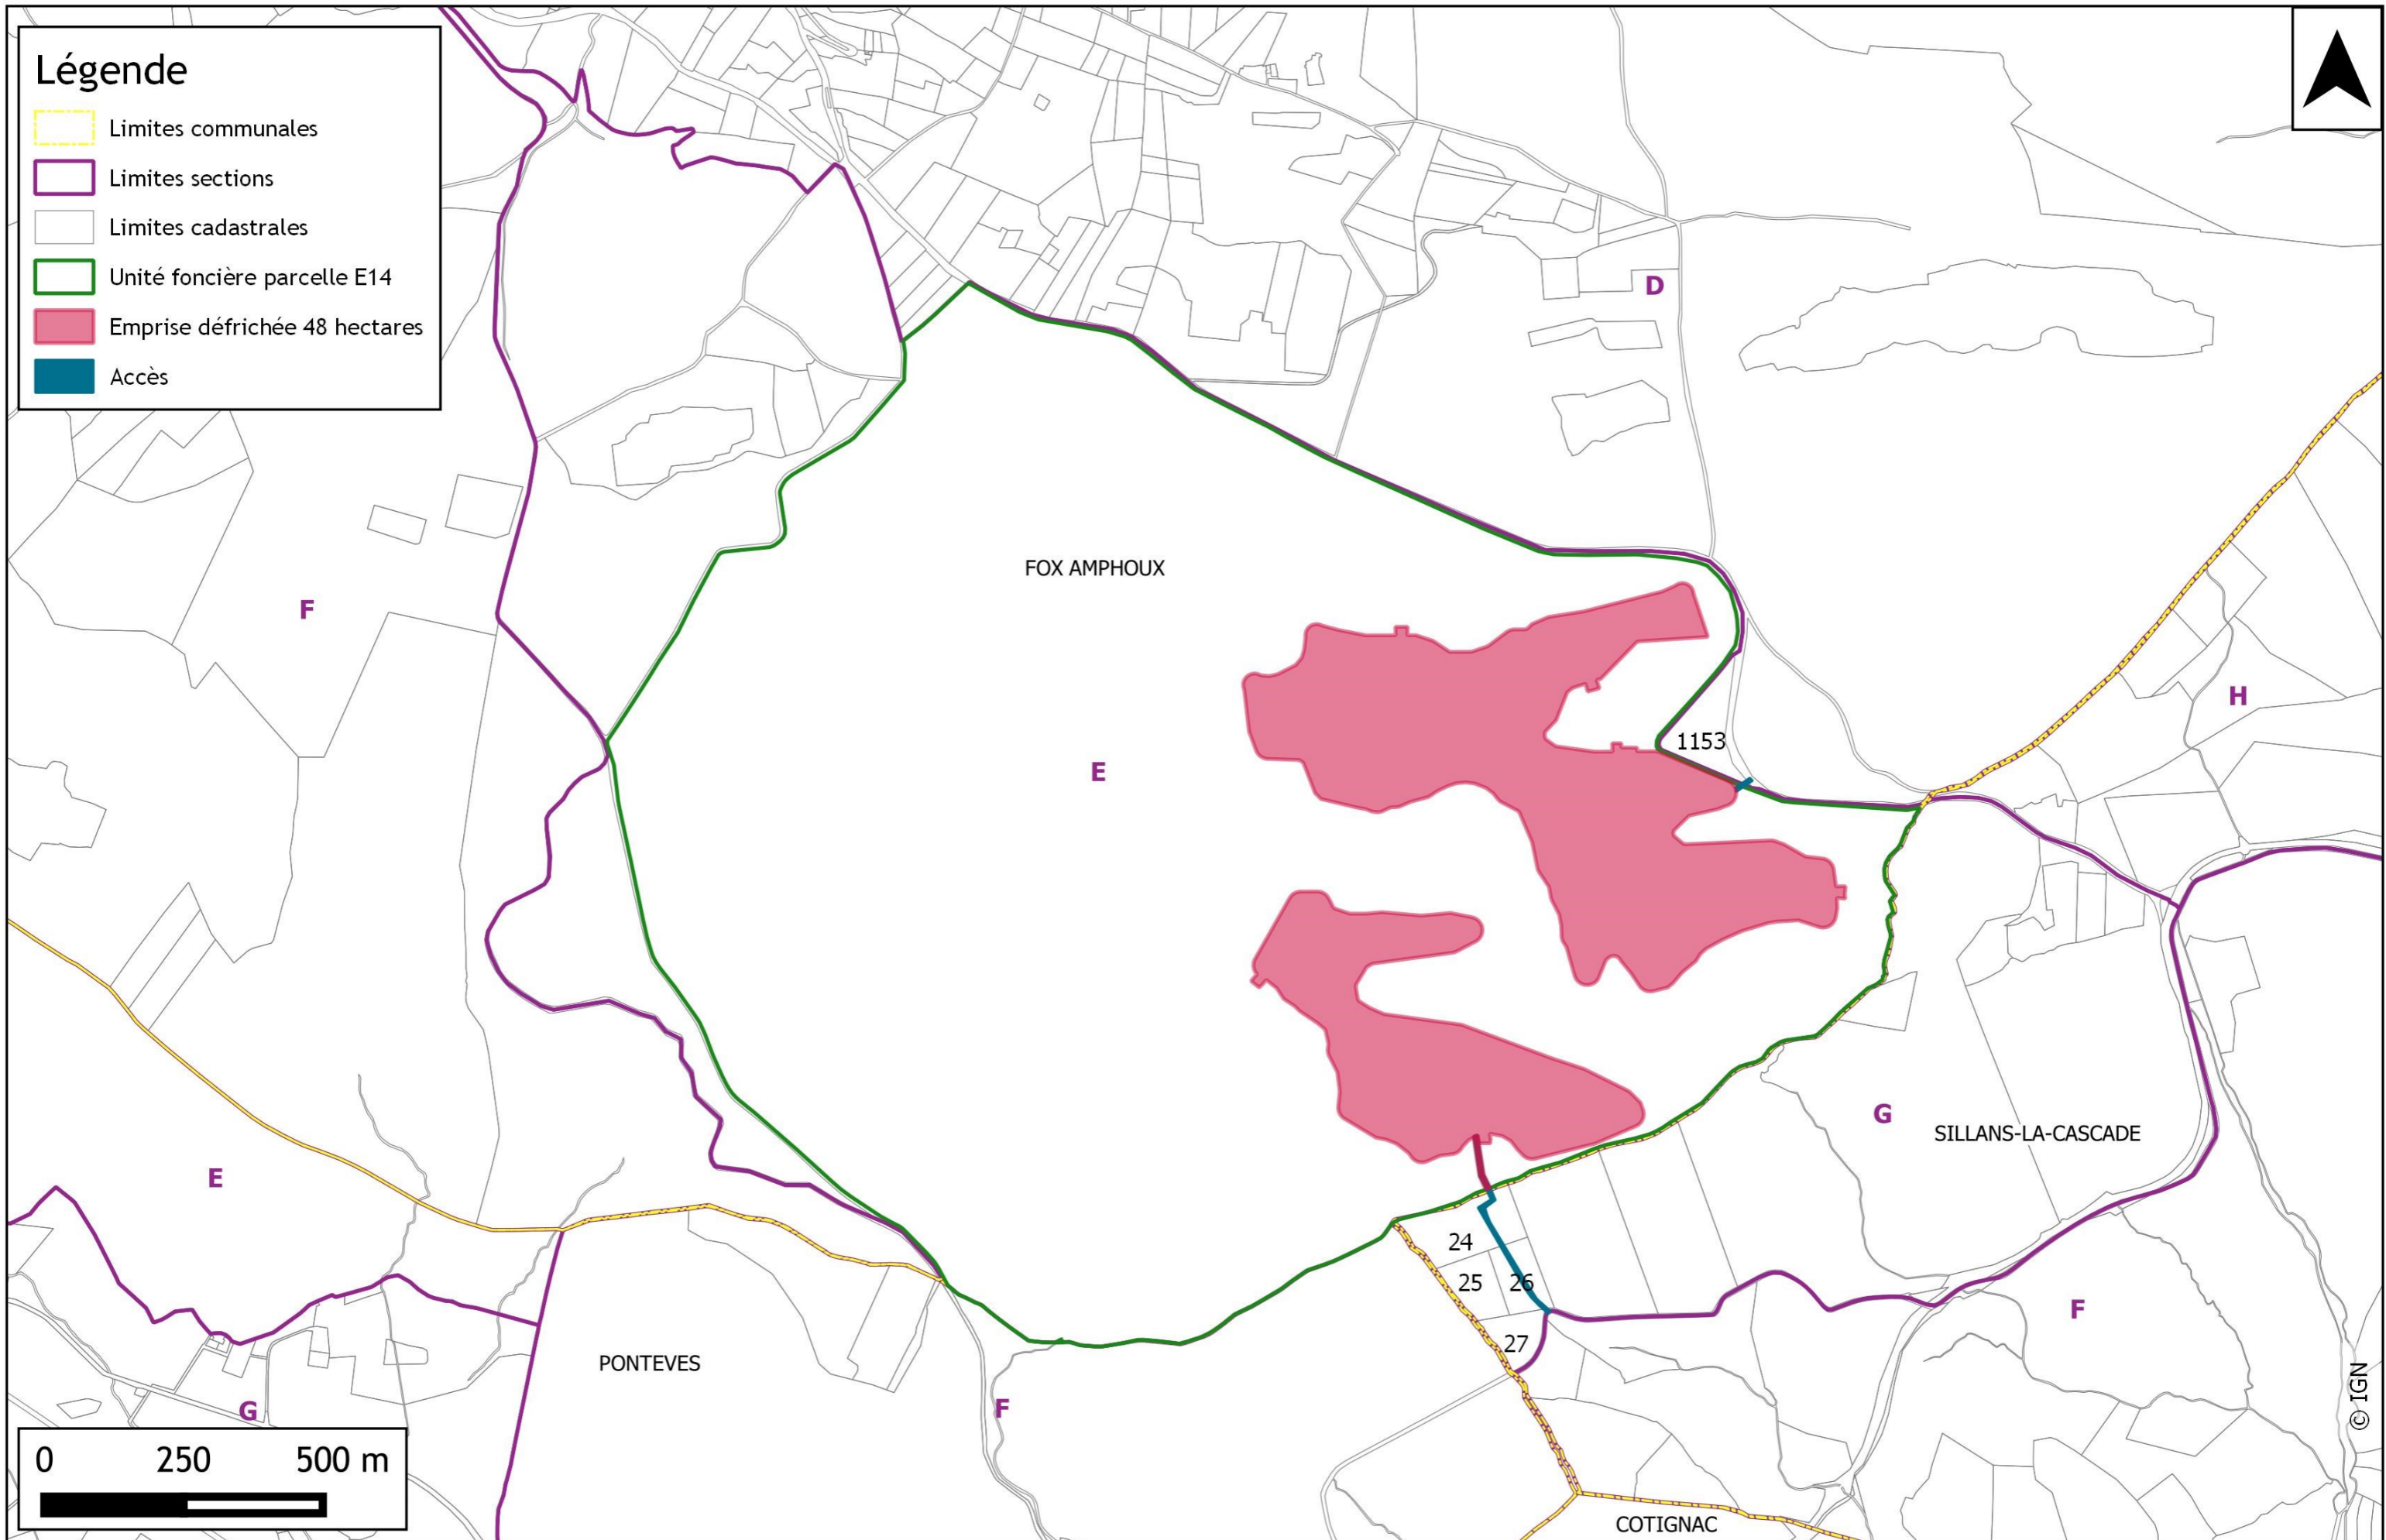 Légende
Limites communales
Limites sections
Limites cadastrales
Unité foncière parcelle E14
Emprise défrichée 48 hectares
Accès
D
FOX AMPHOUX
F
H
1153
E
G
SILLANS-LA-CASCADE
E
24
25
26
F
27
PONTEVES
G
F
© IGN
COTIGNAC
0 250 500 m